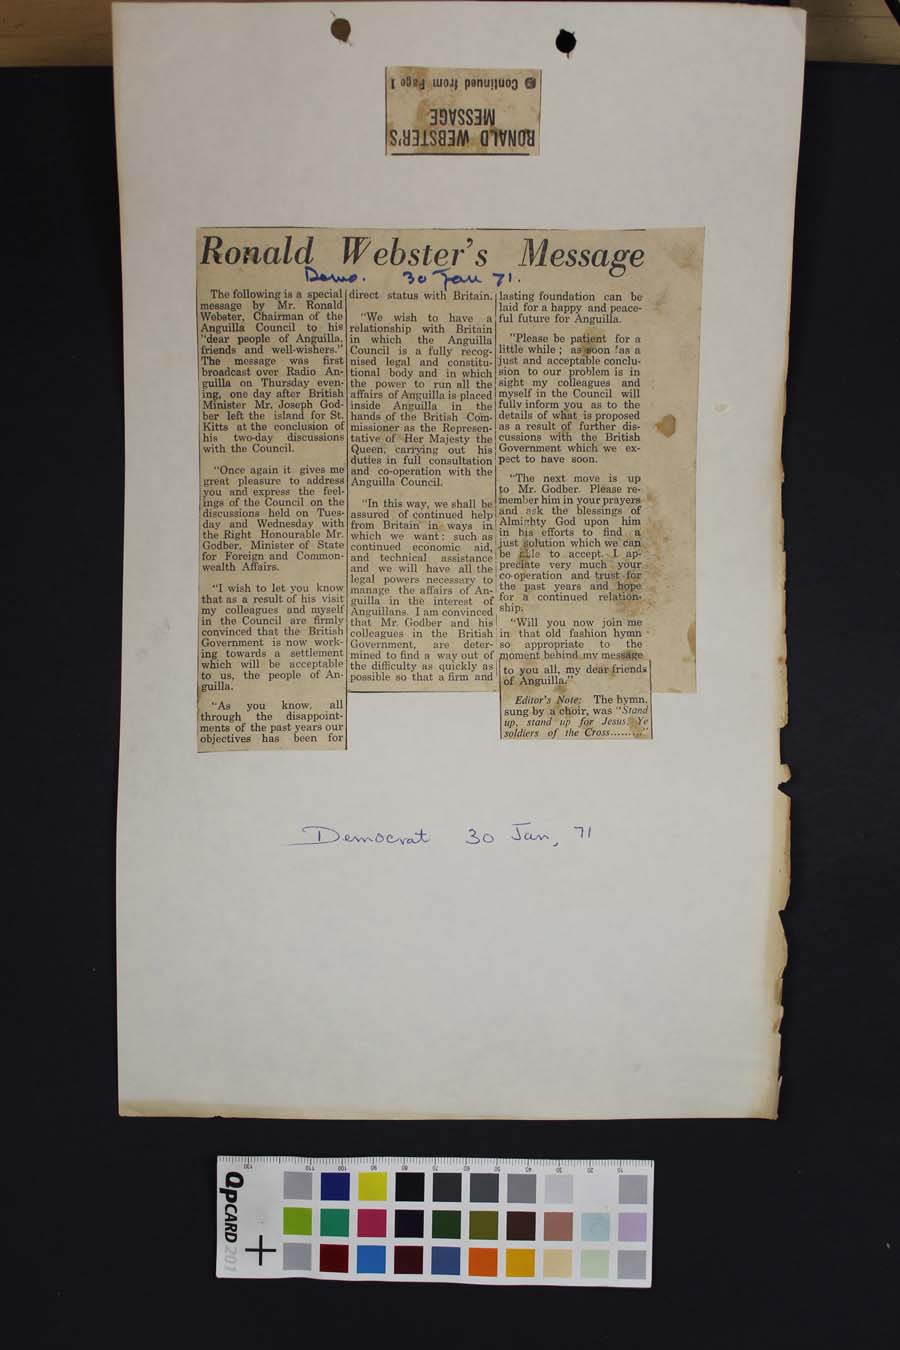 RONALD WEBSTER'S
MESSAGE
Continued from Page 1
Ronald Webster's Message
Demo. 30 Jan 71.
The following is a special
message by Mr. Ronald
Webster, Chairman of the
Anguilla Council to his
"dear people of Anguilla,
friends and well-wishers."
The message was first
broadcast over Radio An-
guilla on Thursday even-
ing, one day after British
Minister Mr. Joseph God-
ber left the island for St.
Kitts at the conclusion of
his two-day discussions
with the Council.
"Once again it gives me
great pleasure to address
you and express the feel-
ings of the Council on the
discussions held on Tues-
day and Wednesday with
the Right Honourable Mr.
Godber, Minister of State
for Foreign and Common-
wealth Affairs.
"I wish to let you know
that as a result of his visit
my colleagues and myself
in the Council are firmly
convinced that the British
Government is now work-
ing towards a settlement
which will be acceptable
to us, the people of An-
guilla.
"As you know, all
through the disappoint-
ments of the past years our
objectives has been for
direct status with Britain.
"We wish to have a
relationship with Britain
in which the Anguilla
Council is a fully recog-
nised legal and constitu-
tional body and in which
the power to run all the
affairs of Anguilla is placed
inside Anguilla in the
hands of the British Com-
missioner as the Represen-
tative of Her Majesty the
Queen, carrying out his
duties in full consultation
and co-operation with the
Anguilla Council.
"In this way, we shall be
assured of continued help
from Britain in ways in
which we want: such as
continued economic aid,
and technical assistance
and we will have all the
legal powers necessary to
manage the affairs of An-
guilla in the interest of
Anguillans. I am convinced
that Mr. Godber and his
colleagues in the British
Government, are deter-
mined to find a way out of
the difficulty as quickly as
possible so that a firm and
lasting foundation can be
laid for a happy and peace-
ful future for Anguilla.
"Please be patient for a
little while; as soon as a
just and acceptable conclu-
sion to our problem is in
sight my colleagues and
myself in the Council will
fully inform you as to the
details of what is proposed
as a result of further dis-
cussions with the British
Government which we ex-
pect to have soon.
"The next move is up
to Mr. Godber. Please re-
member him in your prayers
and ask the blessings of
Almighty God upon him
in his efforts to find a
just solution which we can
be able to accept. I ap-
preciate very much your
co-operation and trust for
the past years and hope
for a continued relation-
ship.
"Will you now join me
in that old fashion hymn
so appropriate to the
moment behind my message
to you all, my dear friends
of Anguilla."
Editor's Note: The hymn,
sung by a choir, was "Stand
up, stand up for Jesus, Ye
soldiers of the Cross........."
Democrat 30 Jan, 71
QPCARD 201
130 110 100 90 80 70 60 50 40 30 20 10